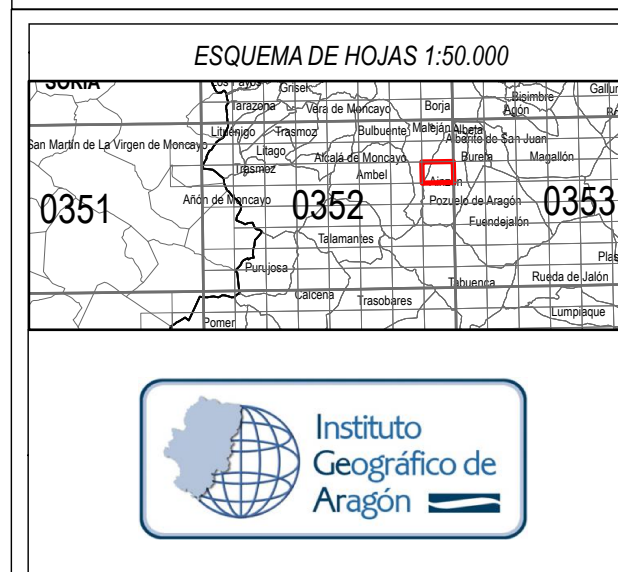 ESQUEMA DE HOJAS 1:50.000
SORIA
Los Fayos
Grisel
Bisimbre
Gallur
Tarazona
Vera de Moncayo
Borja
Agón
Lituénigo
Trasmoz
Bulbuente
Maleján
Albeta
San Martín de La Virgen de Moncayo
Alberite de San Juan
Litago
Alcalá de Moncayo
Bureta
Magallón
Trasmoz
Ambel
Ainzón
Añón de Moncayo
Pozuelo de Aragón
0351
0352
0353
Fuendejalón
Talamantes
Purujosa
Tabuenca
Rueda de Jalón
Calcena
Trasobares
Lumpiaque
Pomer
Instituto
Geográfico de
Aragón